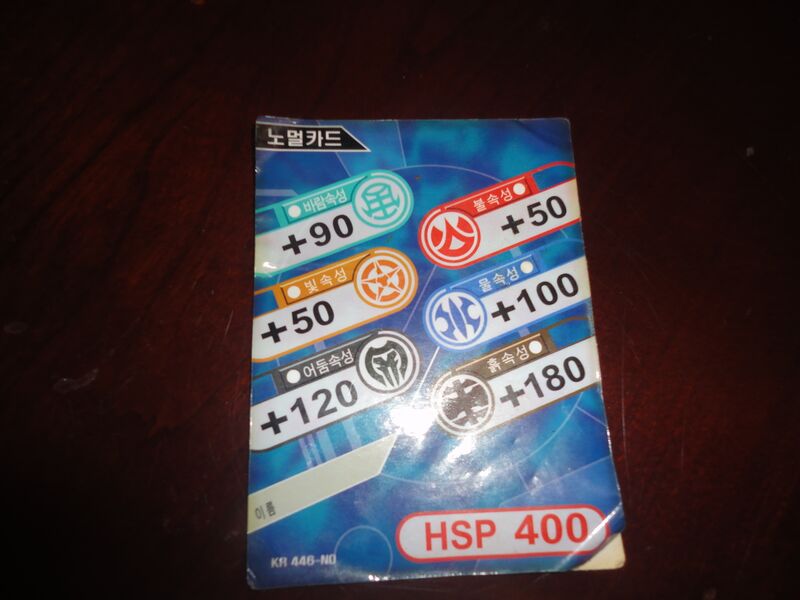 노멀카드
바람속성
+90
불속성
+50
빛속성
+50
물속성
+100
어둠속성
+120
흙속성
+180
이름
HSP 400
KR 446-NO